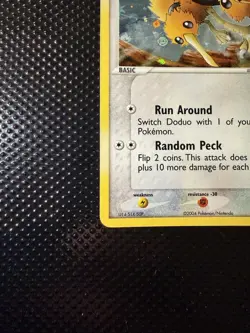 BASIC
Run Around
Switch Doduo with 1 of you
Pokémon.
Random Peck
Flip 2 coins. This attack does
plus 10 more damage for each
weakness
resistance -30
©2004 Pokémon/Nintendo